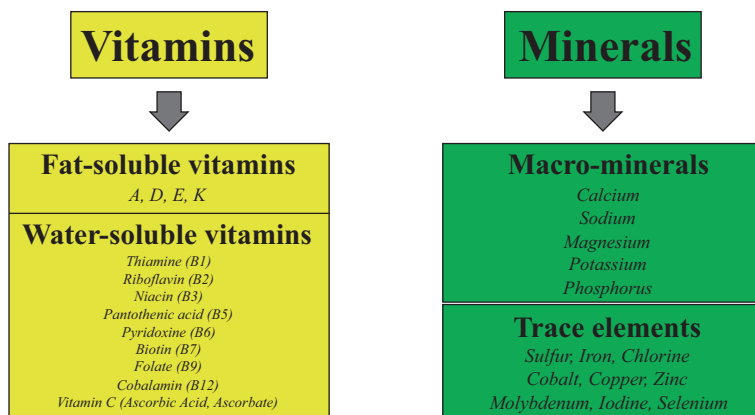 Vitamins
Fat-soluble vitamins
A, D, E, K
Water-soluble vitamins
Thiamine (B1)
Riboflavin (B2)
Niacin (B3)
Pantothenic acid (B5)
Pyridoxine (B6)
Biotin (B7)
Folate (B9)
Cobalamin (B12)
Vitamin C (Ascorbic Acid, Ascorbate)
Minerals
Macro-minerals
Calcium
Sodium
Magnesium
Potassium
Phosphorus
Trace elements
Sulfur, Iron, Chlorine
Cobalt, Copper, Zinc
Molybdenum, Iodine, Selenium